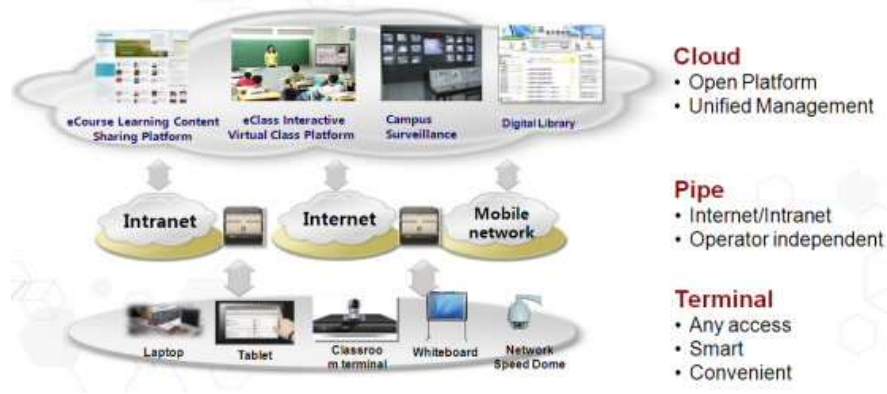 eCourse Learning Content
Sharing Platform
eClass Interactive
Virtual Class Platform
Campus
Surveillance
Digital Library
Cloud
• Open Platform
• Unified Management
Intranet
Internet
Mobile
network
Pipe
• Internet/Intranet
• Operator independent
Laptop
Tablet
Classroo
m terminal
Whiteboard
Network
Speed Dome
Terminal
• Any access
• Smart
• Convenient